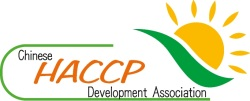 Chinese
HACCP
Development Association